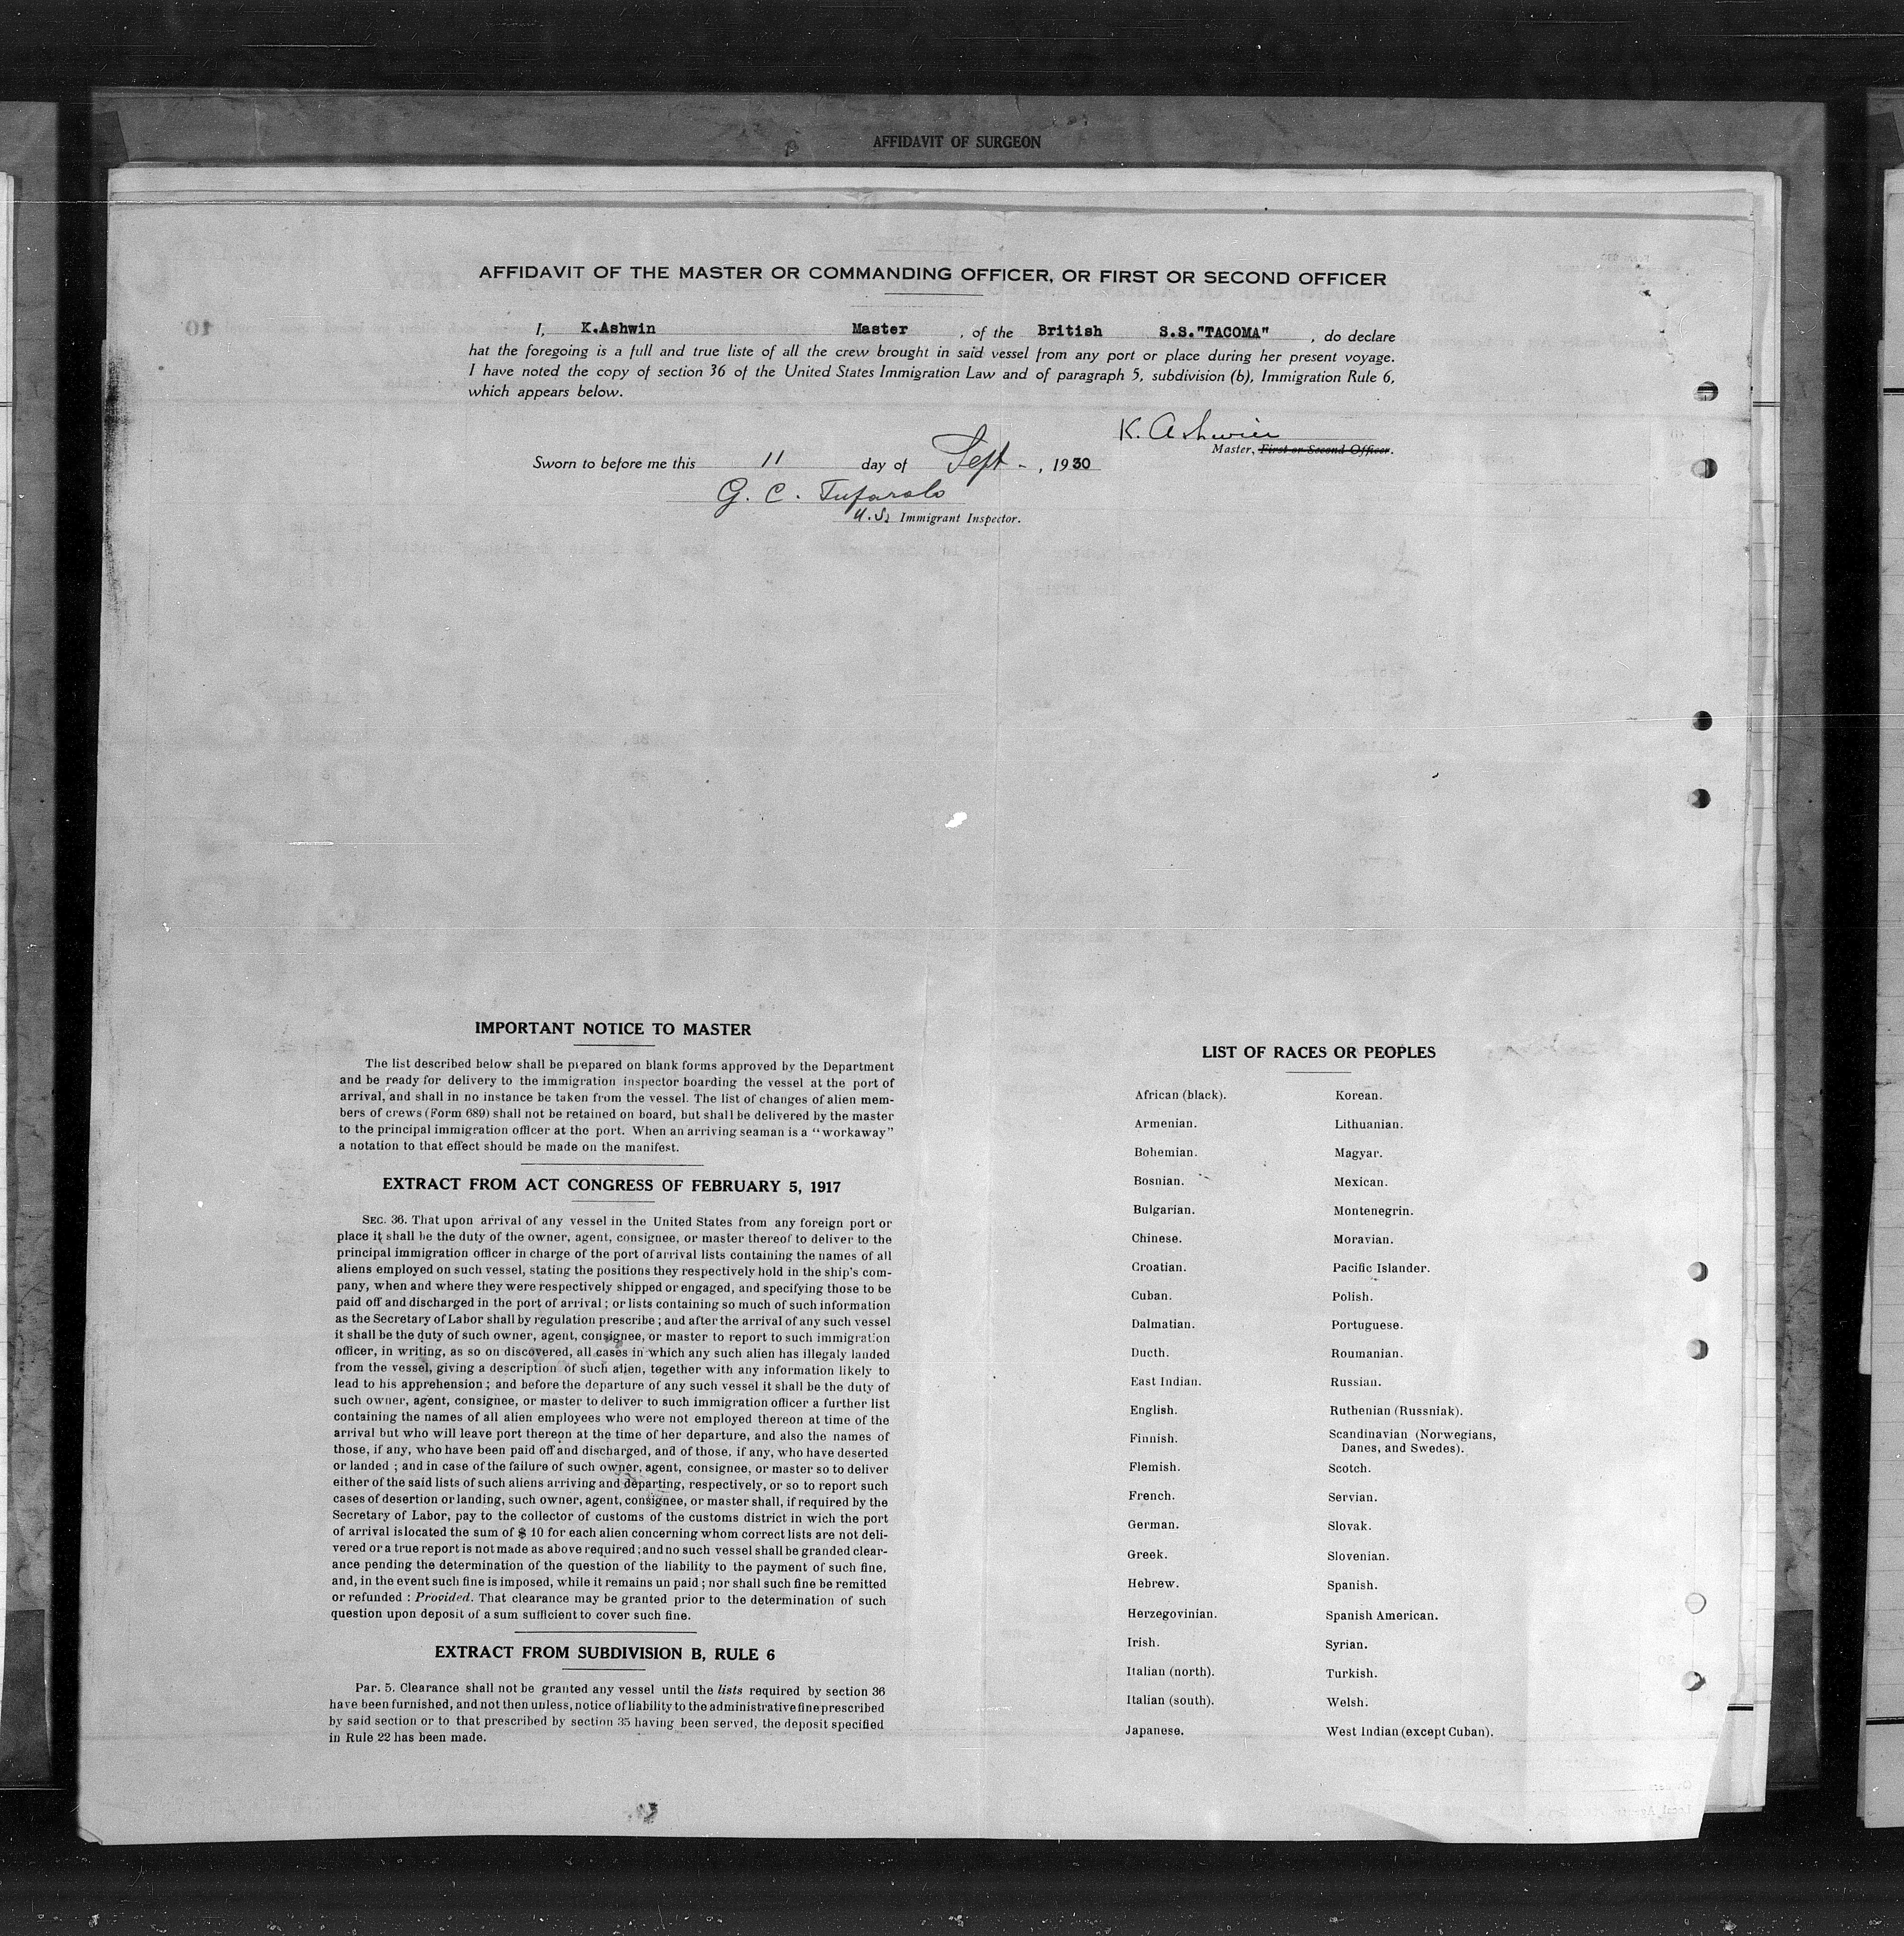 AFFIDAVIT OF SURGEON
AFFIDAVIT OF THE MASTER OR COMMANDING OFFICER, OR FIRST OR SECOND OFFICER
I, K.Ashwin Master , of the British S.S."TACOMA" , do declare
hat the foregoing is a full and true liste of all the crew brought in said vessel from any port or place during her present voyage.
I have noted the copy of section 36 of the United States Immigration Law and of paragraph 5, subdivision (b), Immigration Rule 6,
which appears below.
K. Ashwin
Master, First or Second Officer.
Sworn to before me this 11 day of Sept - , 1930
G. C. Tufarolo
U.S. Immigrant Inspector.
IMPORTANT NOTICE TO MASTER
The list described below shall be prepared on blank forms approved by the Department
and be ready for delivery to the immigration inspector boarding the vessel at the port of
arrival, and shall in no instance be taken from the vessel. The list of changes of alien mem-
bers of crews (Form 689) shall not be retained on board, but shall be delivered by the master
to the principal immigration officer at the port. When an arriving seaman is a "workaway"
a notation to that effect should be made on the manifest.
EXTRACT FROM ACT CONGRESS OF FEBRUARY 5, 1917
SEC. 36. That upon arrival of any vessel in the United States from any foreign port or
place it shall be the duty of the owner, agent, consignee, or master thereof to deliver to the
principal immigration officer in charge of the port of arrival lists containing the names of all
aliens employed on such vessel, stating the positions they respectively hold in the ship's com-
pany, when and where they were respectively shipped or engaged, and specifying those to be
paid off and discharged in the port of arrival ; or lists containing so much of such information
as the Secretary of Labor shall by regulation prescribe ; and after the arrival of any such vessel
it shall be the duty of such owner, agent, consignee, or master to report to such immigration
officer, in writing, as so on discovered, all cases in which any such alien has illegaly landed
from the vessel, giving a description of such alien, together with any information likely to
lead to his apprehension ; and before the departure of any such vessel it shall be the duty of
such owner, agent, consignee, or master to deliver to such immigration officer a further list
containing the names of all alien employees who were not employed thereon at time of the
arrival but who will leave port thereon at the time of her departure, and also the names of
those, if any, who have been paid off and discharged, and of those, if any, who have deserted
or landed ; and in case of the failure of such owner, agent, consignee, or master so to deliver
either of the said lists of such aliens arriving and departing, respectively, or so to report such
cases of desertion or landing, such owner, agent, consignee, or master shall, if required by the
Secretary of Labor, pay to the collector of customs of the customs district in wich the port
of arrival is located the sum of $ 10 for each alien concerning whom correct lists are not deli-
vered or a true report is not made as above required ; and no such vessel shall be granded clear-
ance pending the determination of the question of the liability to the payment of such fine,
and, in the event such fine is imposed, while it remains un paid ; nor shall such fine be remitted
or refunded : Provided. That clearance may be granted prior to the determination of such
question upon deposit of a sum sufficient to cover such fine.
EXTRACT FROM SUBDIVISION B, RULE 6
Par. 5. Clearance shall not be granted any vessel until the lists required by section 36
have been furnished, and not then unless, notice of liability to the administrative fine prescribed
by said section or to that prescribed by section 35 having been served, the deposit specified
in Rule 22 has been made.
LIST OF RACES OR PEOPLES
African (black).
Armenian.
Bohemian.
Bosnian.
Bulgarian.
Chinese.
Croatian.
Cuban.
Dalmatian.
Ducth.
East Indian.
English.
Finnish.
Flemish.
French.
German.
Greek.
Hebrew.
Herzegovinian.
Irish.
Italian (north).
Italian (south).
Japanese.
Korean.
Lithuanian.
Magyar.
Mexican.
Montenegrin.
Moravian.
Pacific Islander.
Polish.
Portuguese.
Roumanian.
Russian.
Ruthenian (Russniak).
Scandinavian (Norwegians,
Danes, and Swedes).
Scotch.
Servian.
Slovak.
Slovenian.
Spanish.
Spanish American.
Syrian.
Turkish.
Welsh.
West Indian (except Cuban).